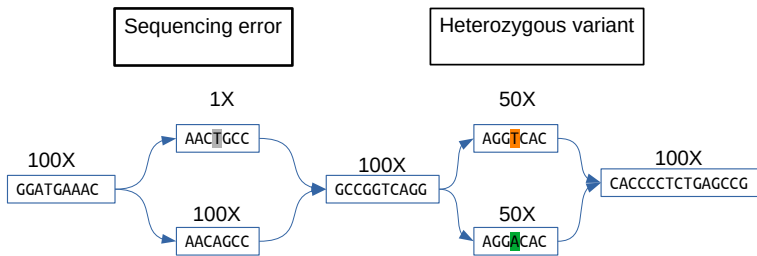 Sequencing error
Heterozygous variant
1X
50X
AACTGCC
AGGTCAC
100X
100X
100X
GGATGAAAC
GCCGGTCAGG
CACCCCTCTGAGCCG
100X
50X
AACAGCC
AGGACAC